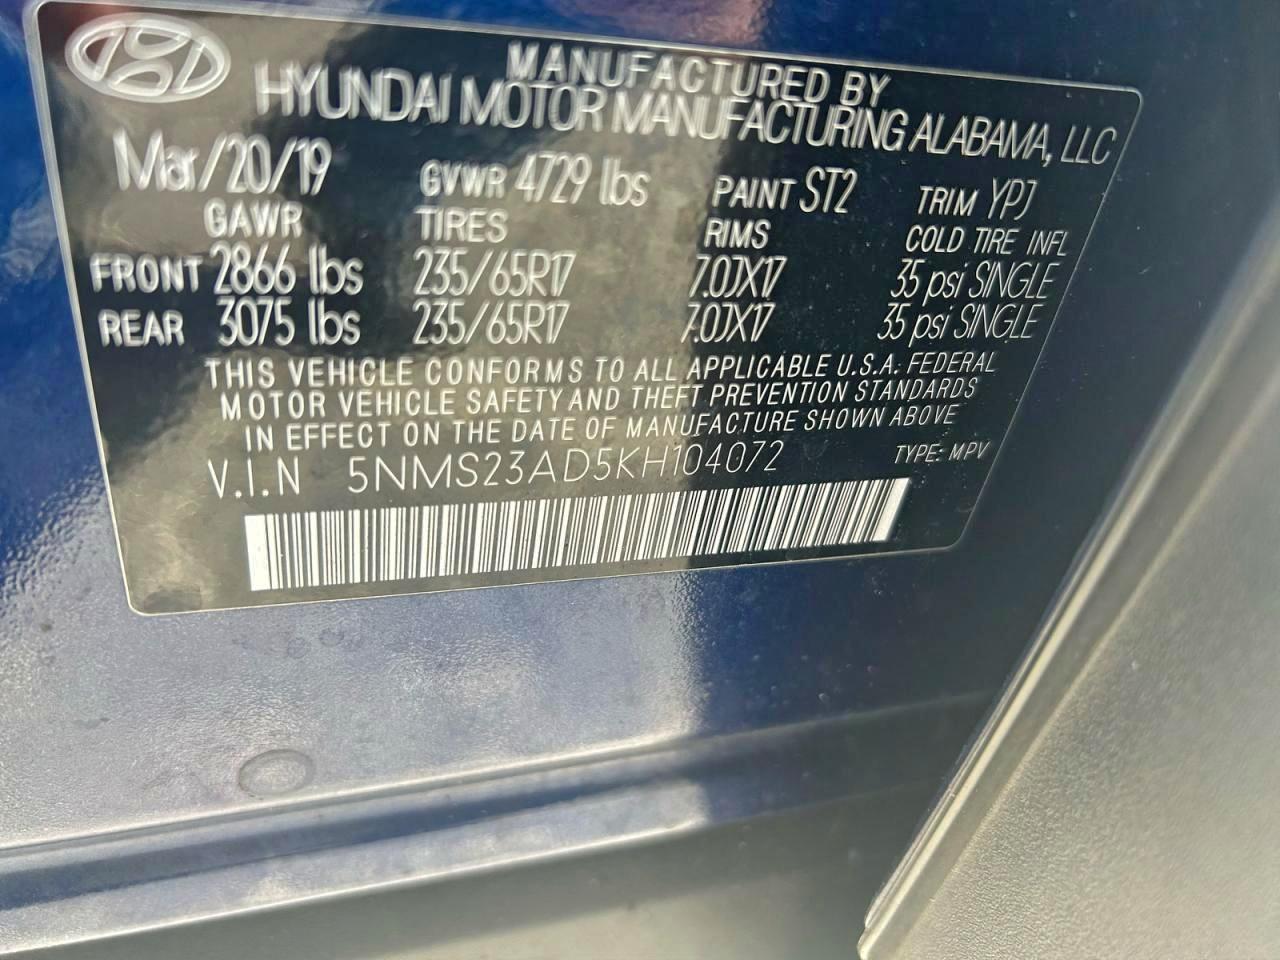 MANUFACTURED BY
HYUNDAI MOTOR MANUFACTURING ALABAMA, LLC
Mar/20/19 GVWR 4729 lbs PAINT ST2 TRIM YPJ
GAWR TIRES RIMS COLD TIRE INFL
FRONT 2866 lbs 235/65R17 7.0JX17 35 psi SINGLE
REAR 3075 lbs 235/65R17 7.0JX17 35 psi SINGLE
THIS VEHICLE CONFORMS TO ALL APPLICABLE U.S.A: FEDERAL
MOTOR VEHICLE SAFETY AND THEFT PREVENTION STANDARDS
IN EFFECT ON THE DATE OF MANUFACTURE SHOWN ABOVE
V.I.N 5NMS23AD5KH104072 TYPE: MPV